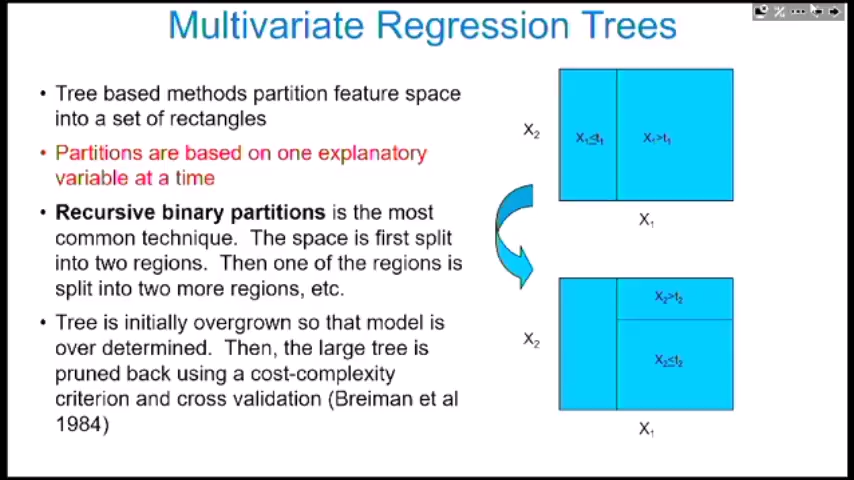 Multivariate Regression Trees
• Tree based methods partition feature space
into a set of rectangles
• Partitions are based on one explanatory
variable at a time
• Recursive binary partitions is the most
common technique. The space is first split
into two regions. Then one of the regions is
split into two more regions, etc.
• Tree is initially overgrown so that model is
over determined. Then, the large tree is
pruned back using a cost-complexity
criterion and cross validation (Breiman et al
1984)
X₂
X₁≤t₁
X₁>t₁
X₁
X₂>t₂
X₂
X₂≤t₂
X₁